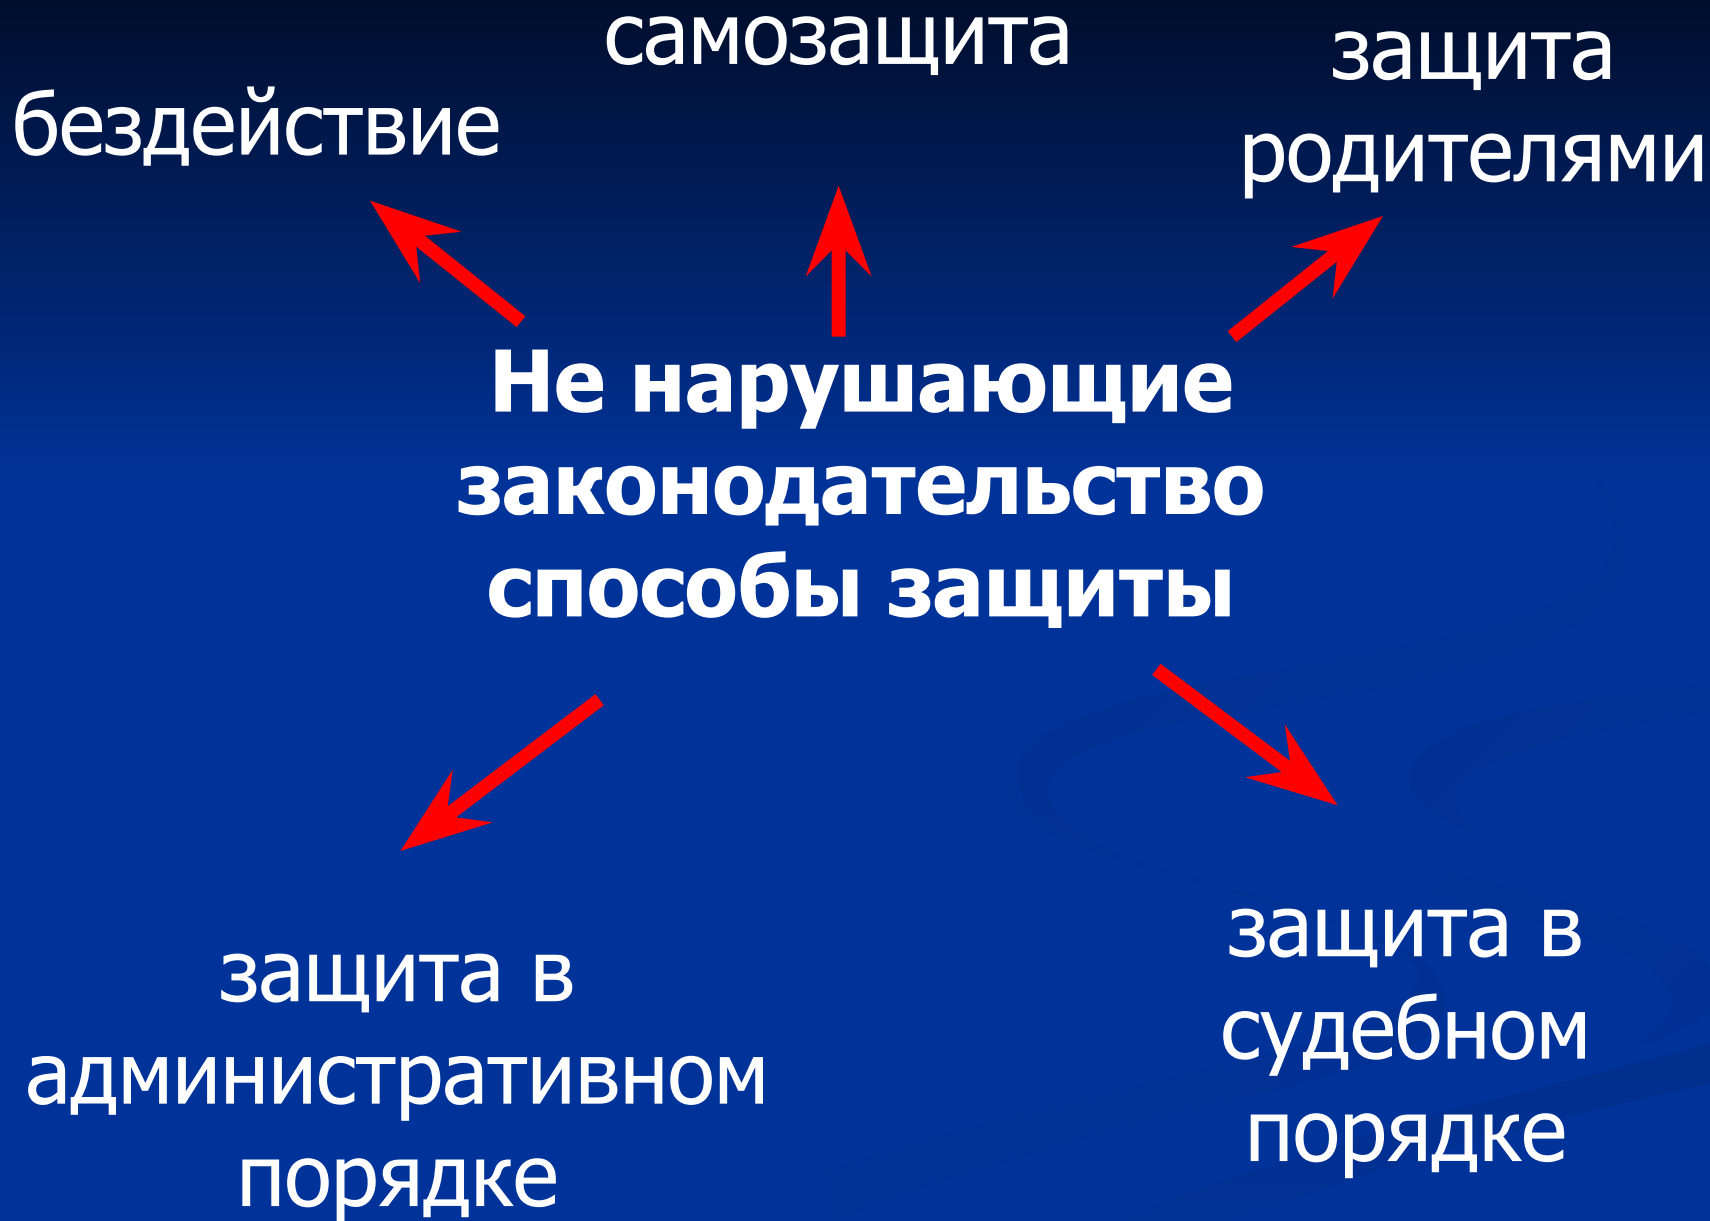 самозащита
бездействие
защита
родителями
Не нарушающие
законодательство
способы защиты
защита в
административном
порядке
защита в
судебном
порядке